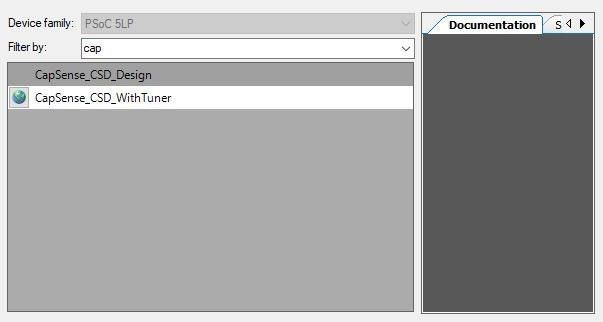 Device family: PSoC 5LP
Filter by: cap
CapSense_CSD_Design
CapSense_CSD_WithTuner
Documentation S